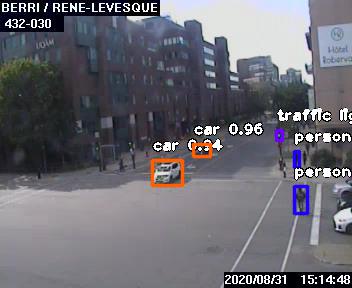 BERRI / RENE-LEVESQUE
432-030
UQAM
Hôtel
Roberval
traffic lig
car 0.96
person
car 0.94
person
2020/08/31 15:14:48